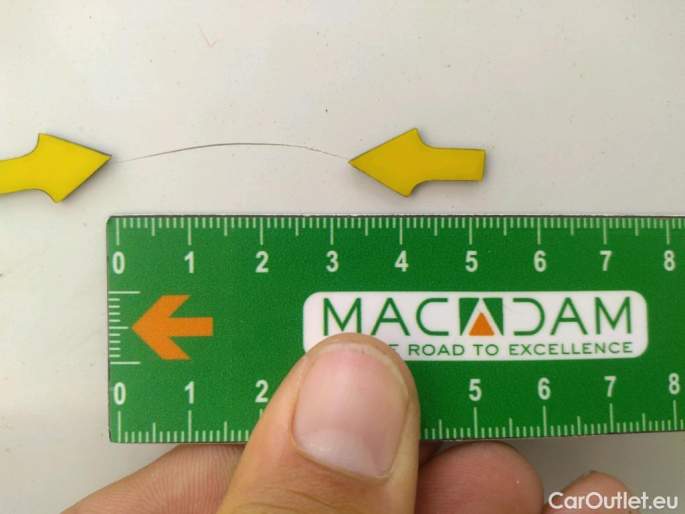 0 1 2 3 4 5 6 7 8
MACADAM
E ROAD TO EXCELLENCE
0 1 2 5 6 7 8
CarOutlet.eu